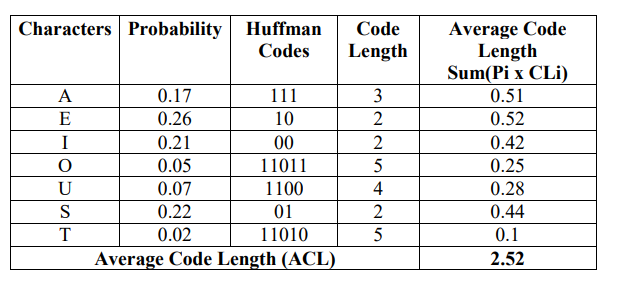 Characters Probability Huffman Codes Code Length Average Code Length Sum(Pi x CLi)
A 0.17 111 3 0.51
E 0.26 10 2 0.52
I 0.21 00 2 0.42
O 0.05 11011 5 0.25
U 0.07 1100 4 0.28
S 0.22 01 2 0.44
T 0.02 11010 5 0.1
Average Code Length (ACL) 2.52